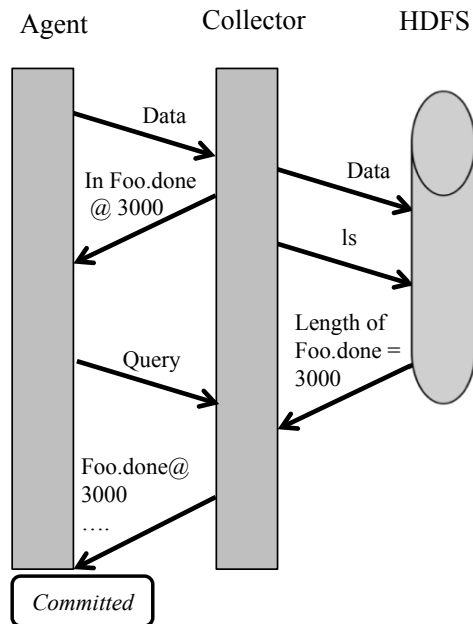 Agent
Collector
HDFS
Data
Data
In Foo.done
@ 3000
ls
Length of
Foo.done =
3000
Query
Foo.done@
3000
….
Committed